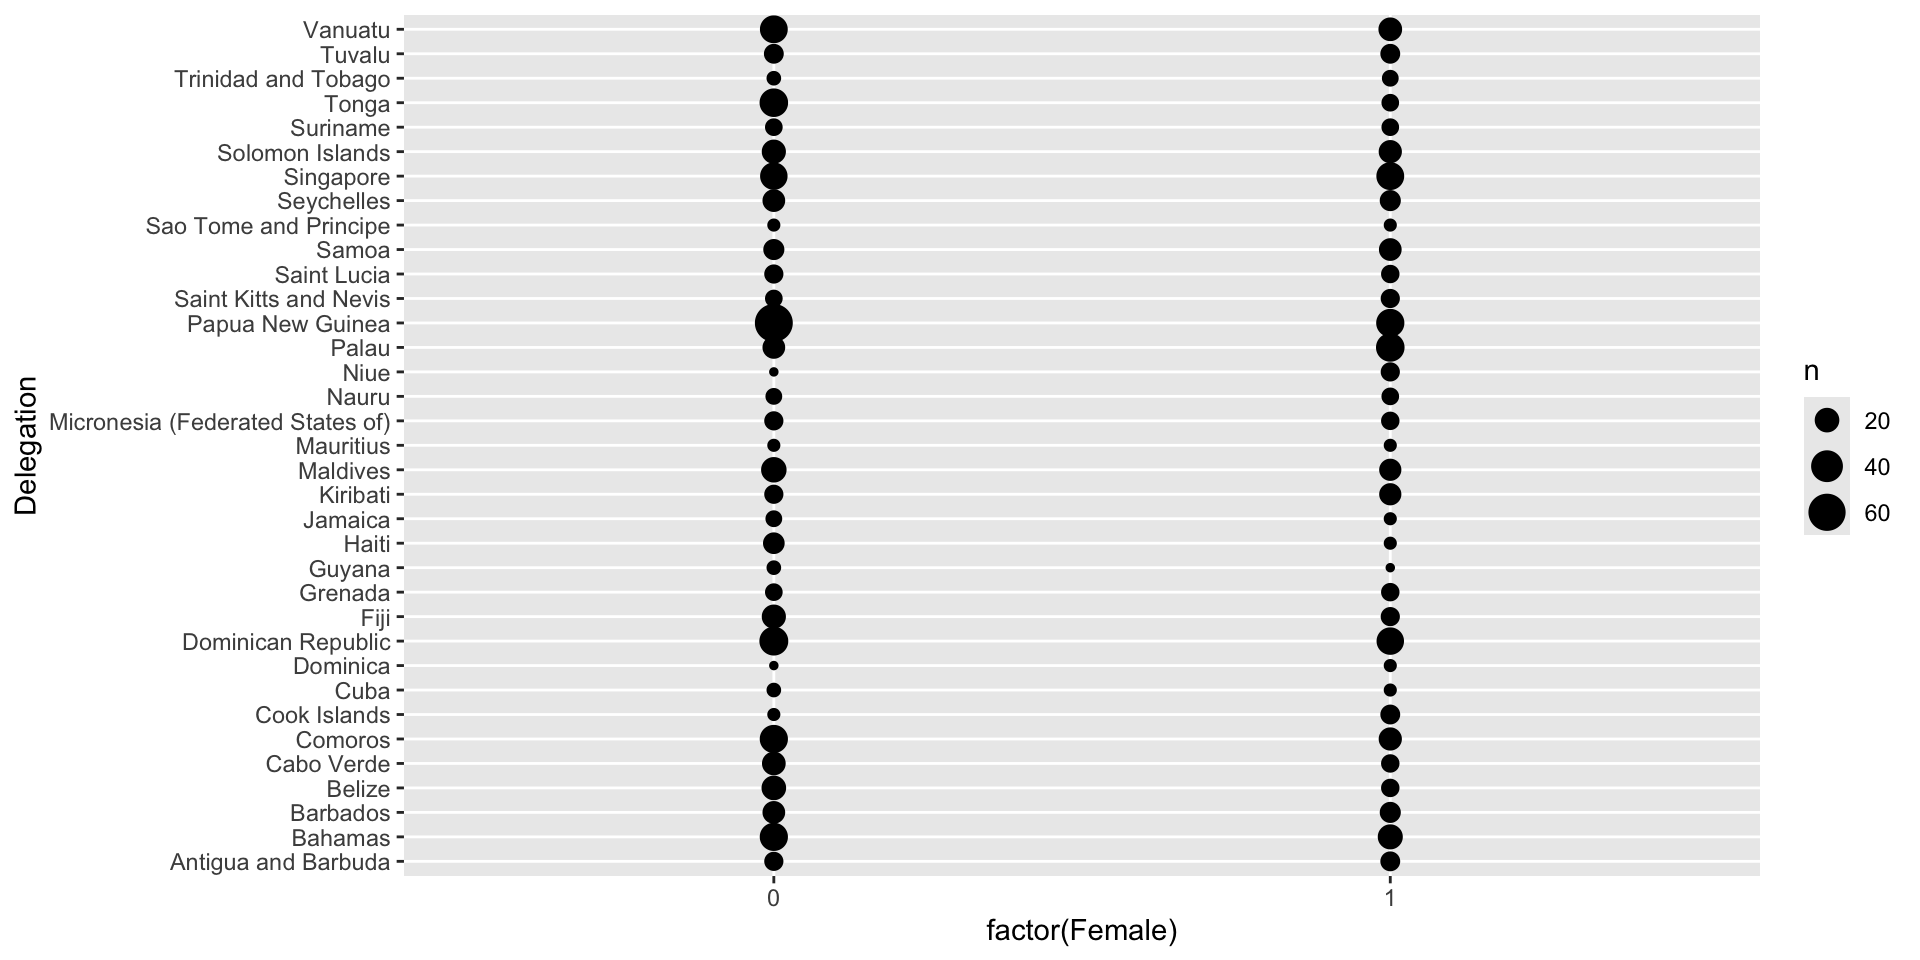 Vanuatu
Tuvalu
Trinidad and Tobago
Tonga
Suriname
Solomon Islands
Singapore
Seychelles
Sao Tome and Principe
Samoa
Saint Lucia
Saint Kitts and Nevis
Papua New Guinea
Palau
Niue
Nauru
Micronesia (Federated States of)
Mauritius
Maldives
Kiribati
Jamaica
Haiti
Guyana
Grenada
Fiji
Dominican Republic
Dominica
Cuba
Cook Islands
Comoros
Cabo Verde
Belize
Barbados
Bahamas
Antigua and Barbuda
Delegation
0 1
factor(Female)
n
20
40
60